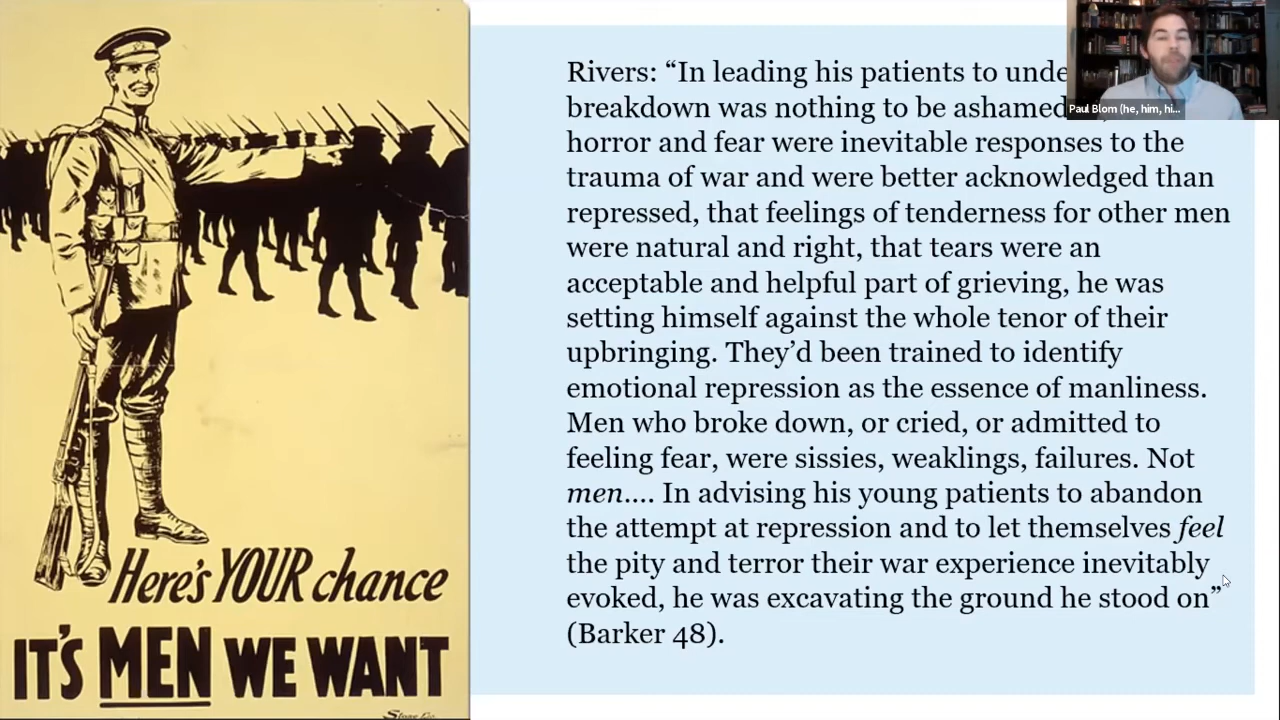 Rivers: “In leading his patients to unde
breakdown was nothing to be ashamed
horror and fear were inevitable responses to the
trauma of war and were better acknowledged than
repressed, that feelings of tenderness for other men
were natural and right, that tears were an
acceptable and helpful part of grieving, he was
setting himself against the whole tenor of their
upbringing. They’d been trained to identify
emotional repression as the essence of manliness.
Men who broke down, or cried, or admitted to
feeling fear, were sissies, weaklings, failures. Not
men.... In advising his young patients to abandon
the attempt at repression and to let themselves feel
the pity and terror their war experience inevitably
evoked, he was excavating the ground he stood on”
(Barker 48).
Here's YOUR chance
IT'S MEN WE WANT
Paul Blom (he, him, hi...